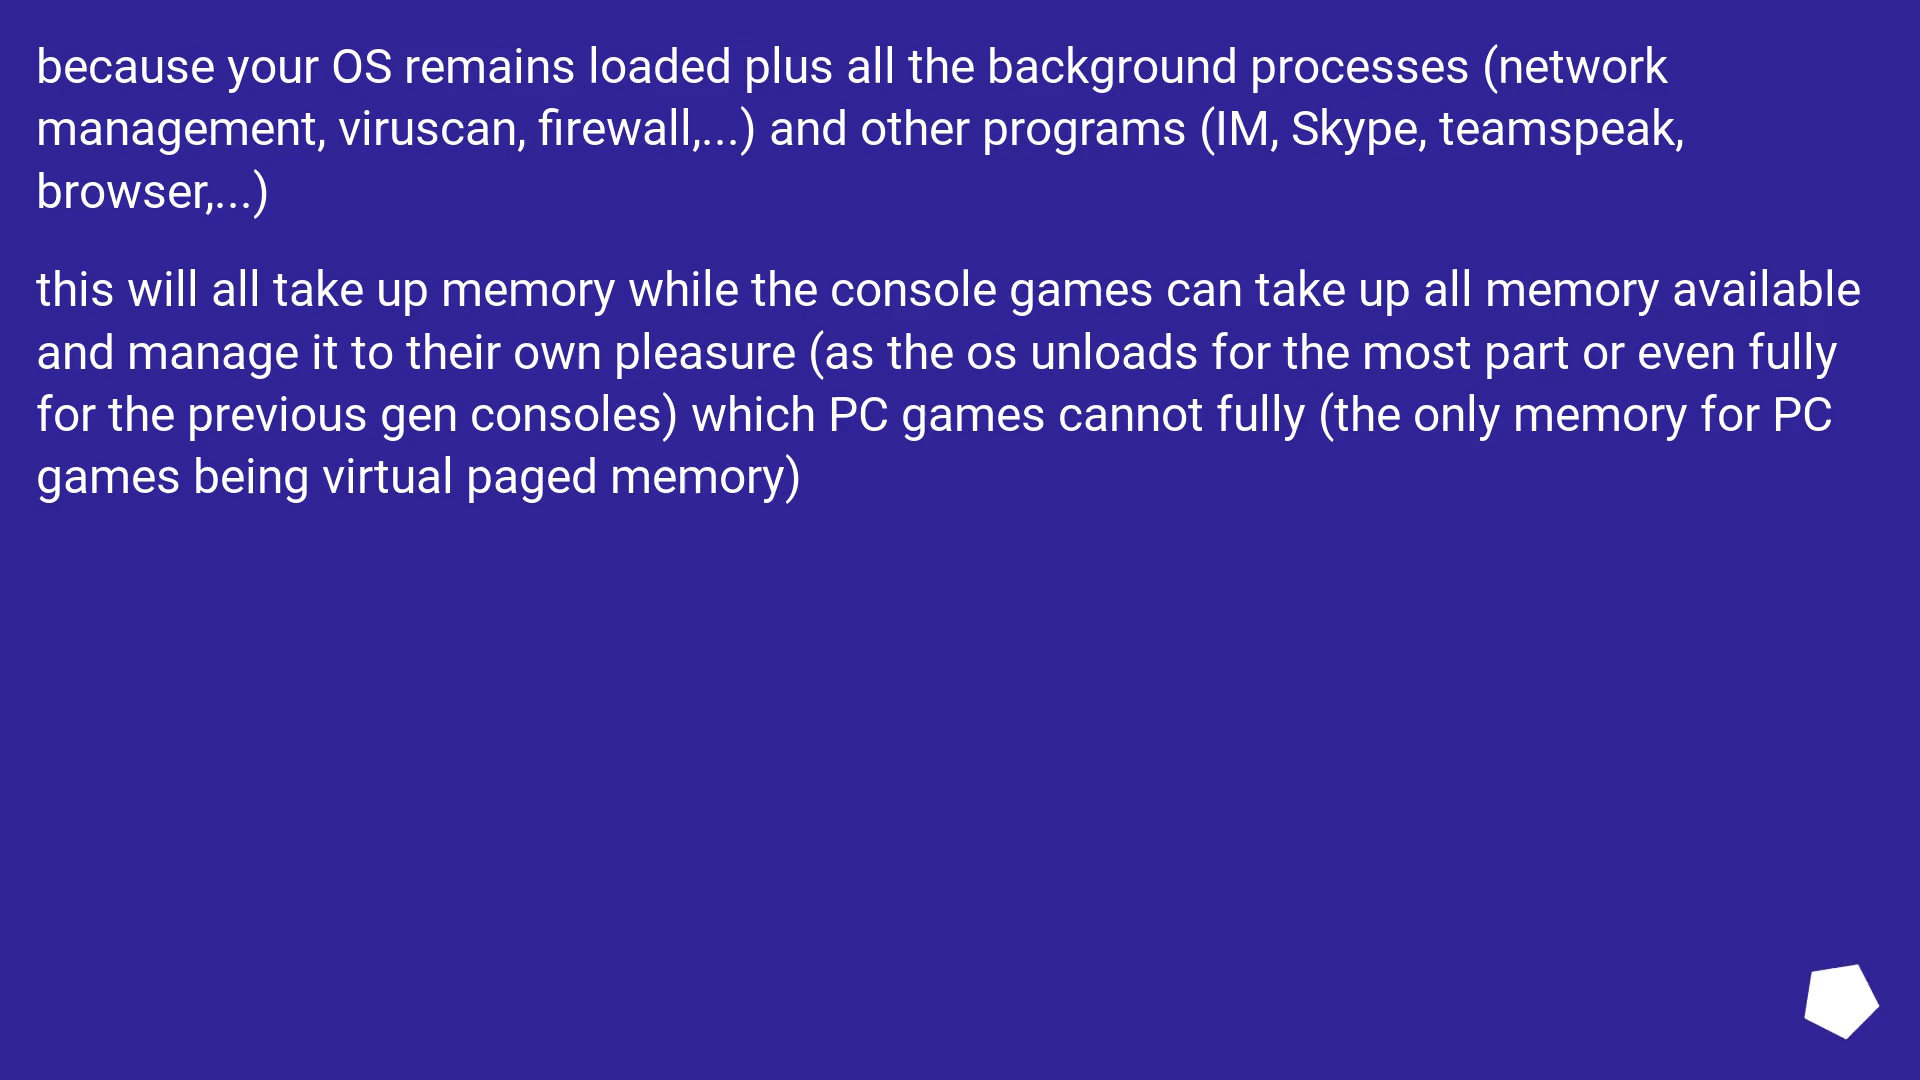 because your OS remains loaded plus all the background processes (network
management, viruscan, firewall,...) and other programs (IM, Skype, teamspeak,
browser,...)
this will all take up memory while the console games can take up all memory available
and manage it to their own pleasure (as the os unloads for the most part or even fully
for the previous gen consoles) which PC games cannot fully (the only memory for PC
games being virtual paged memory)